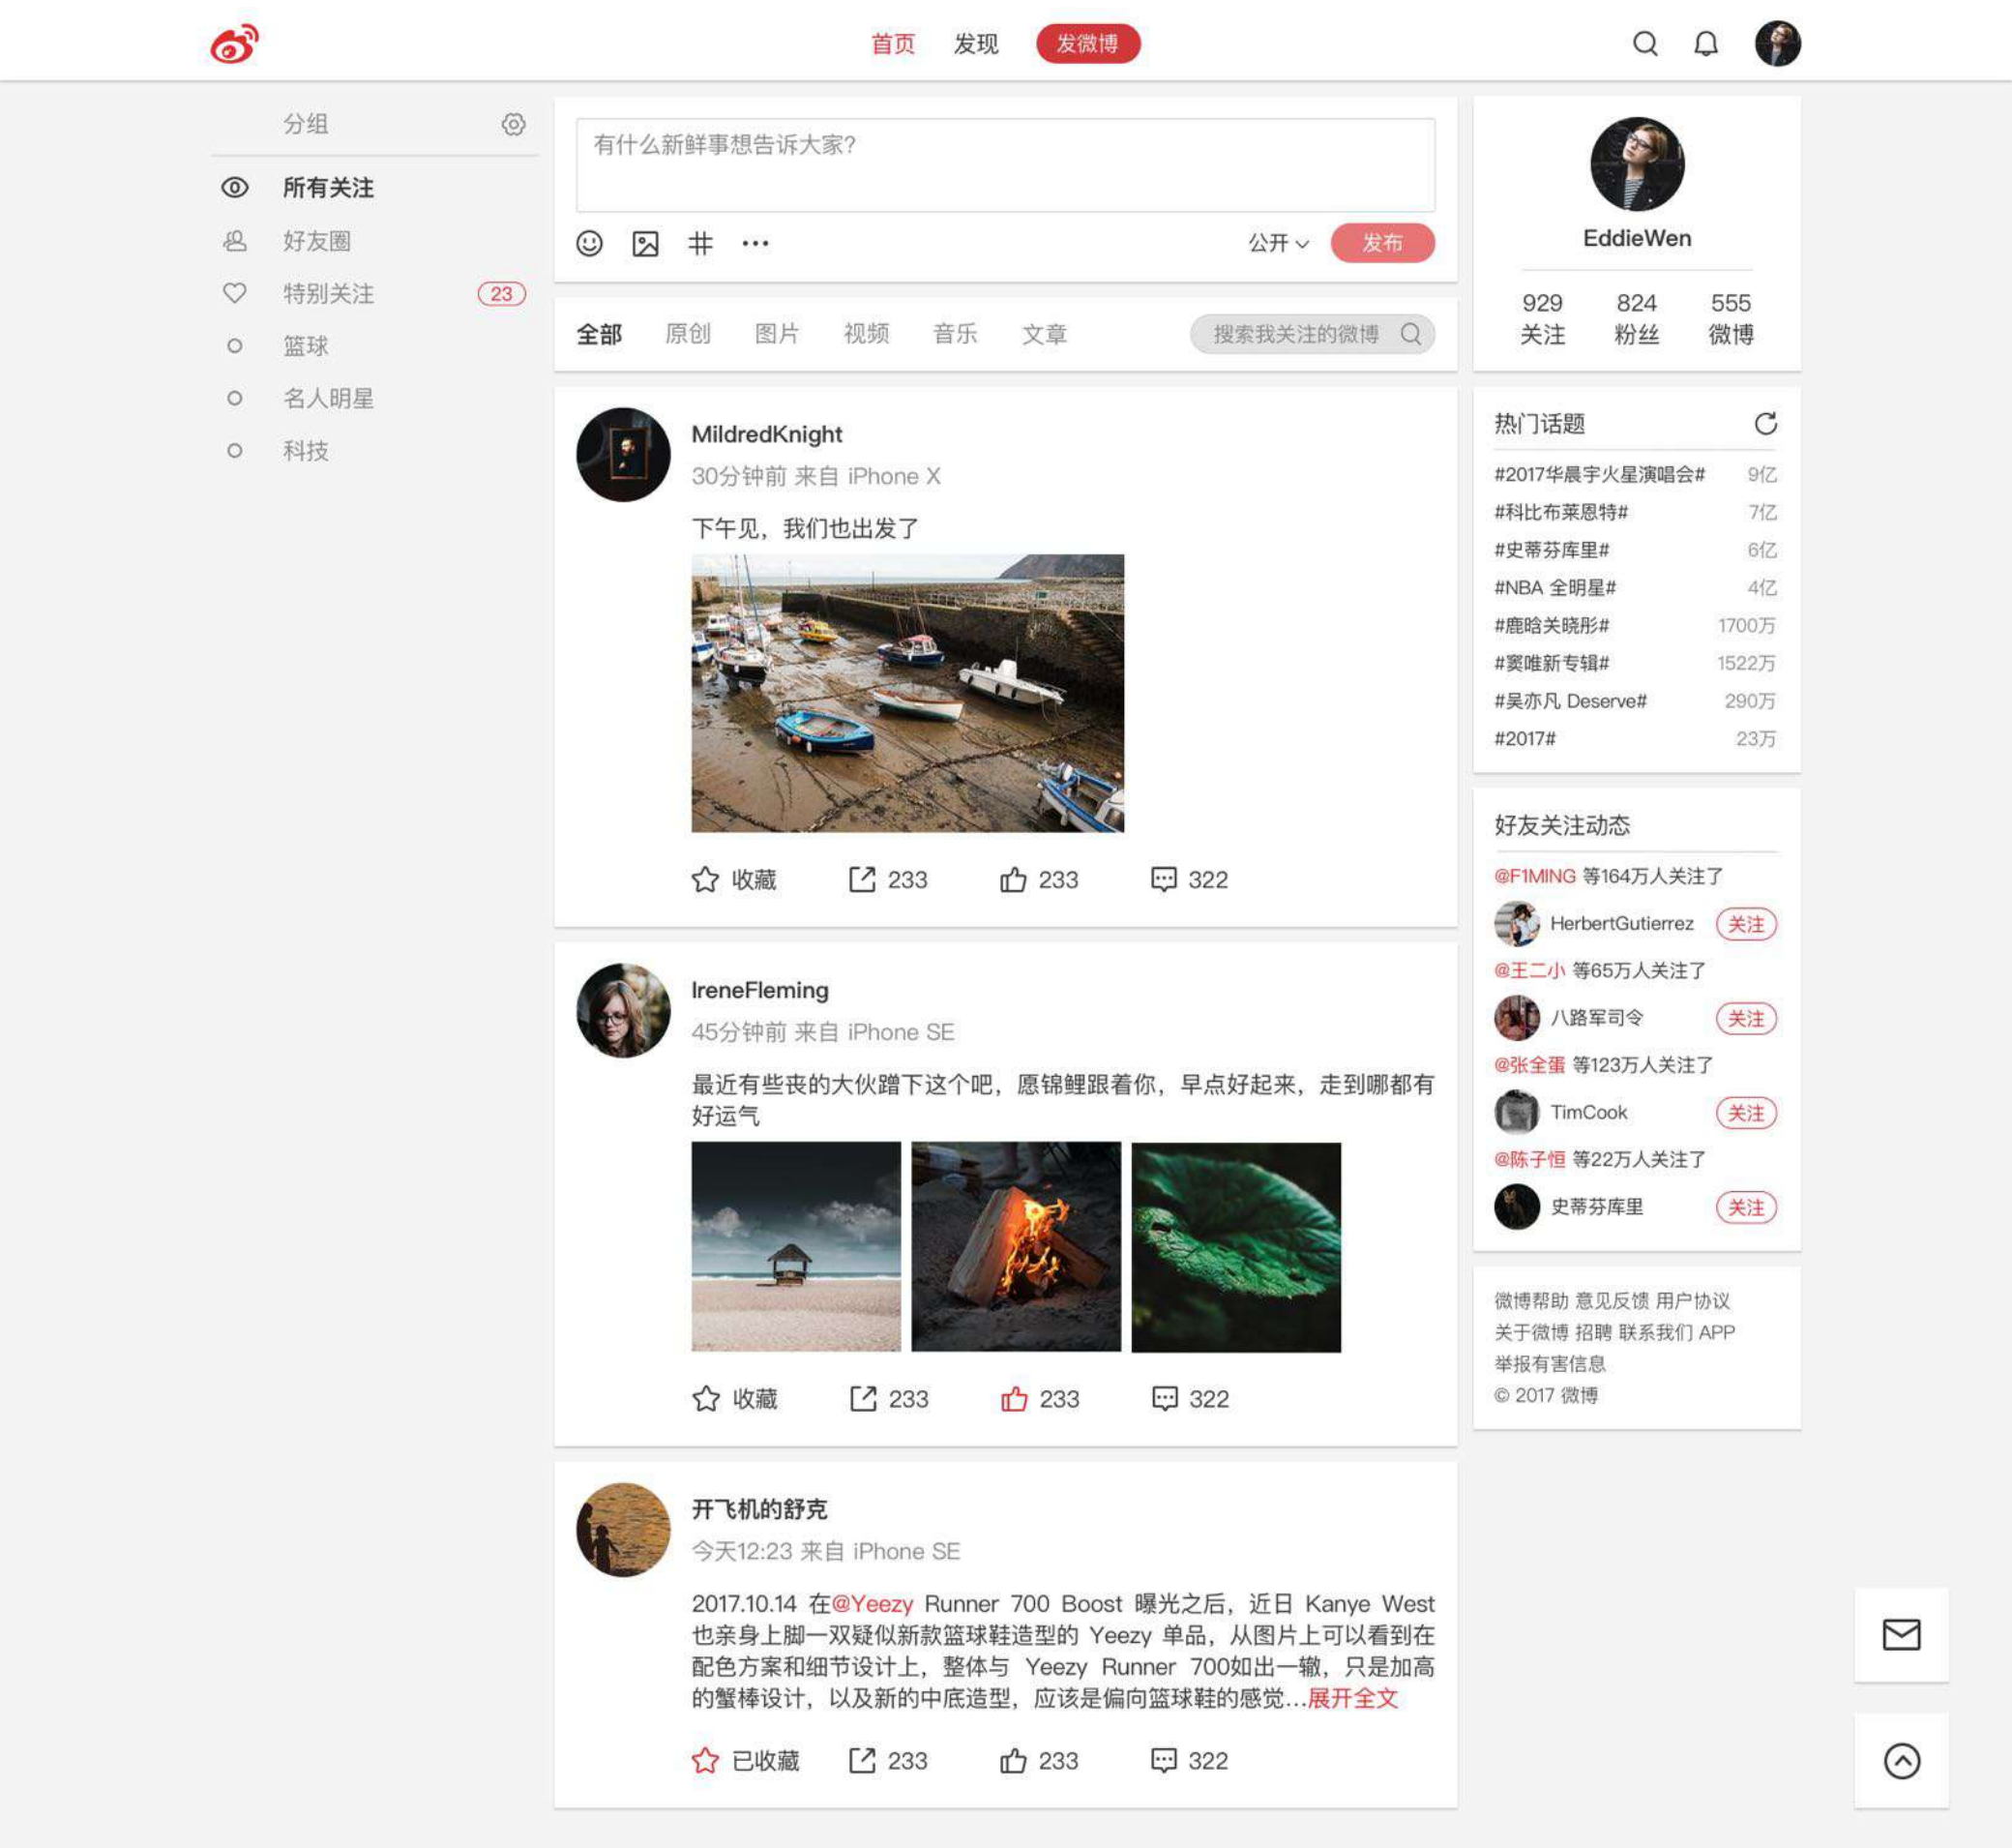 首页
发现
发微博
分组
所有关注
好友圈
特别关注 23
篮球
名人明星
科技
有什么新鲜事想告诉大家?
公开
发布
全部 原创 图片 视频 音乐 文章
搜索我关注的微博
MildredKnight
30分钟前 来自 iPhone X
下午见，我们也出发了
收藏 233 233 322
IreneFleming
45分钟前 来自 iPhone SE
最近有些丧的大伙蹭下这个吧，愿锦鲤跟着你，早点好起来，走到哪都有
好运气
收藏 233 233 322
开飞机的舒克
今天12:23 来自 iPhone SE
2017.10.14 在@Yeezy Runner 700 Boost 曝光之后，近日 Kanye West
也亲身上脚一双疑似新款篮球鞋造型的 Yeezy 单品，从图片上可以看到在
配色方案和细节设计上，整体与 Yeezy Runner 700如出一辙，只是加高
的蟹棒设计，以及新的中底造型，应该是偏向篮球鞋的感觉...展开全文
已收藏 233 233 322
EddieWen
929 824 555
关注 粉丝 微博
热门话题
#2017华晨宇火星演唱会# 9亿
#科比布莱恩特# 7亿
#史蒂芬库里# 6亿
#NBA 全明星# 4亿
#鹿晗关晓彤# 1700万
#窦唯新专辑# 1522万
#吴亦凡 Deserve# 290万
#2017# 23万
好友关注动态
@F1MING 等164万人关注了
HerbertGutierrez 关注
@王二小 等65万人关注了
八路军司令 关注
@张全蛋 等123万人关注了
TimCook 关注
@陈子恒 等22万人关注了
史蒂芬库里 关注
微博帮助 意见反馈 用户协议
关于微博 招聘 联系我们 APP
举报有害信息
© 2017 微博